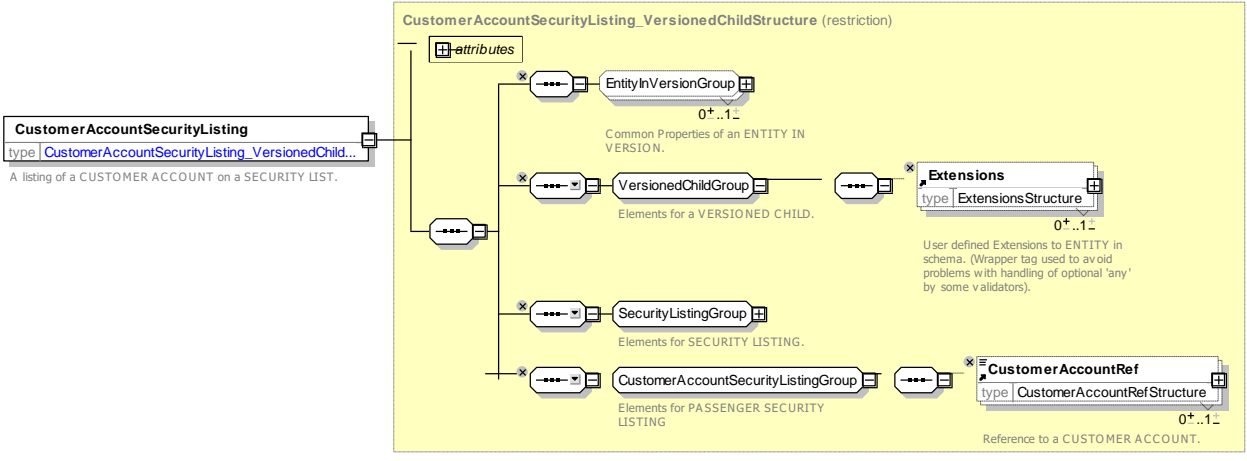 CustomerAccountSecurityListing_VersionedChildStructure (restriction)
attributes
EntityInVersionGroup
0±..1±
Common Properties of an ENTITY IN
VERSION.
CustomerAccountSecurityListing
type CustomerAccountSecurityListing_VersionedChild...
A listing of a CUSTOMER ACCOUNT on a SECURITY LIST.
VersionedChildGroup
Elements for a VERSIONED CHILD.
Extensions
type ExtensionsStructure
0±..1±
User defined Extensions to ENTITY in
schema. (Wrapper tag used to avoid
problems with handling of optional 'any'
by some validators).
SecurityListingGroup
Elements for SECURITY LISTING.
CustomerAccountSecurityListingGroup
Elements for PASSENGER SECURITY
LISTING
CustomerAccountRef
type CustomerAccountRefStructure
0±..1±
Reference to a CUSTOMER ACCOUNT.